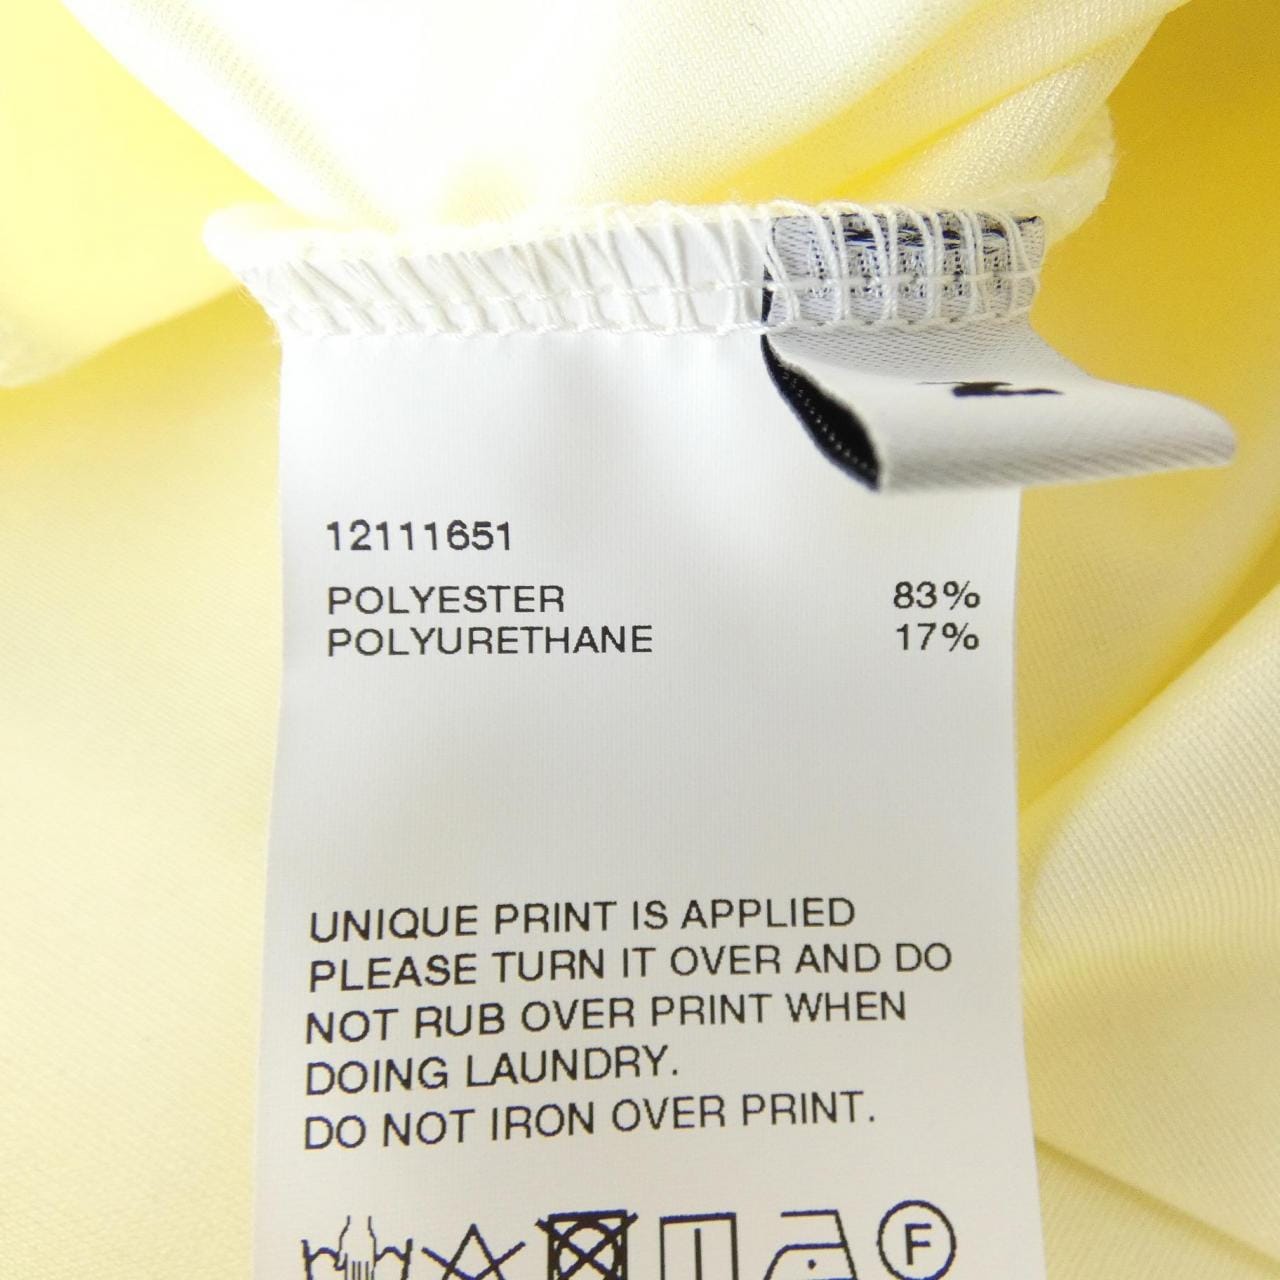 12111651
POLYESTER 83%
POLYURETHANE 17%
UNIQUE PRINT IS APPLIED
PLEASE TURN IT OVER AND DO
NOT RUB OVER PRINT WHEN
DOING LAUNDRY.
DO NOT IRON OVER PRINT.
F